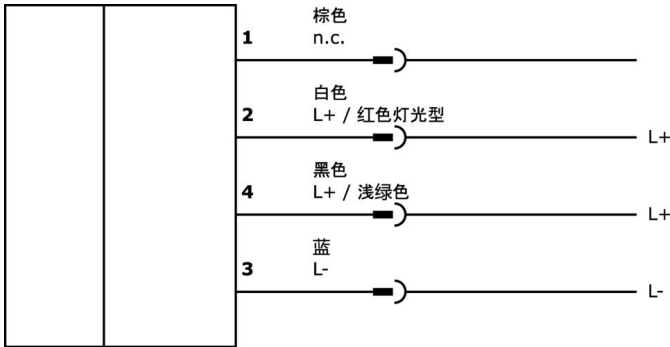 棕色
1 n.c.
白色
2 L+ / 红色灯光型
L+
黑色
4 L+ / 浅绿色
L+
蓝
3 L-
L-